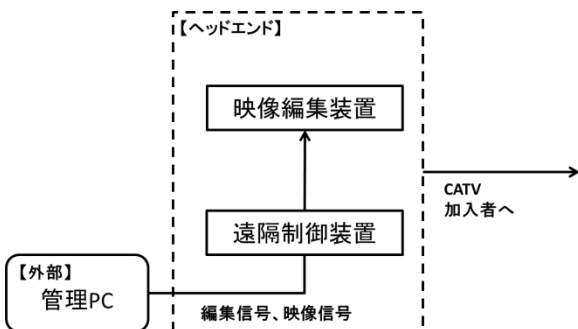 【ヘッドエンド】
映像編集装置
CATV
加入者へ
遠隔制御装置
【外部】
管理PC
編集信号、映像信号